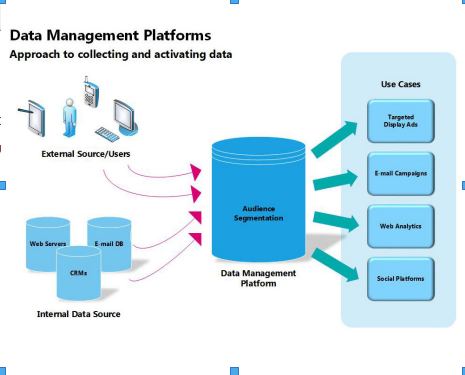 Data Management Platforms
Approach to collecting and activating data
Use Cases
Targeted
Display Ads
External Source/Users
E-mail Campaigns
Audience
Segmentation
Web Servers
E-mail DB
Web Analytics
CRMs
Data Management
Platform
Social Platforms
Internal Data Source